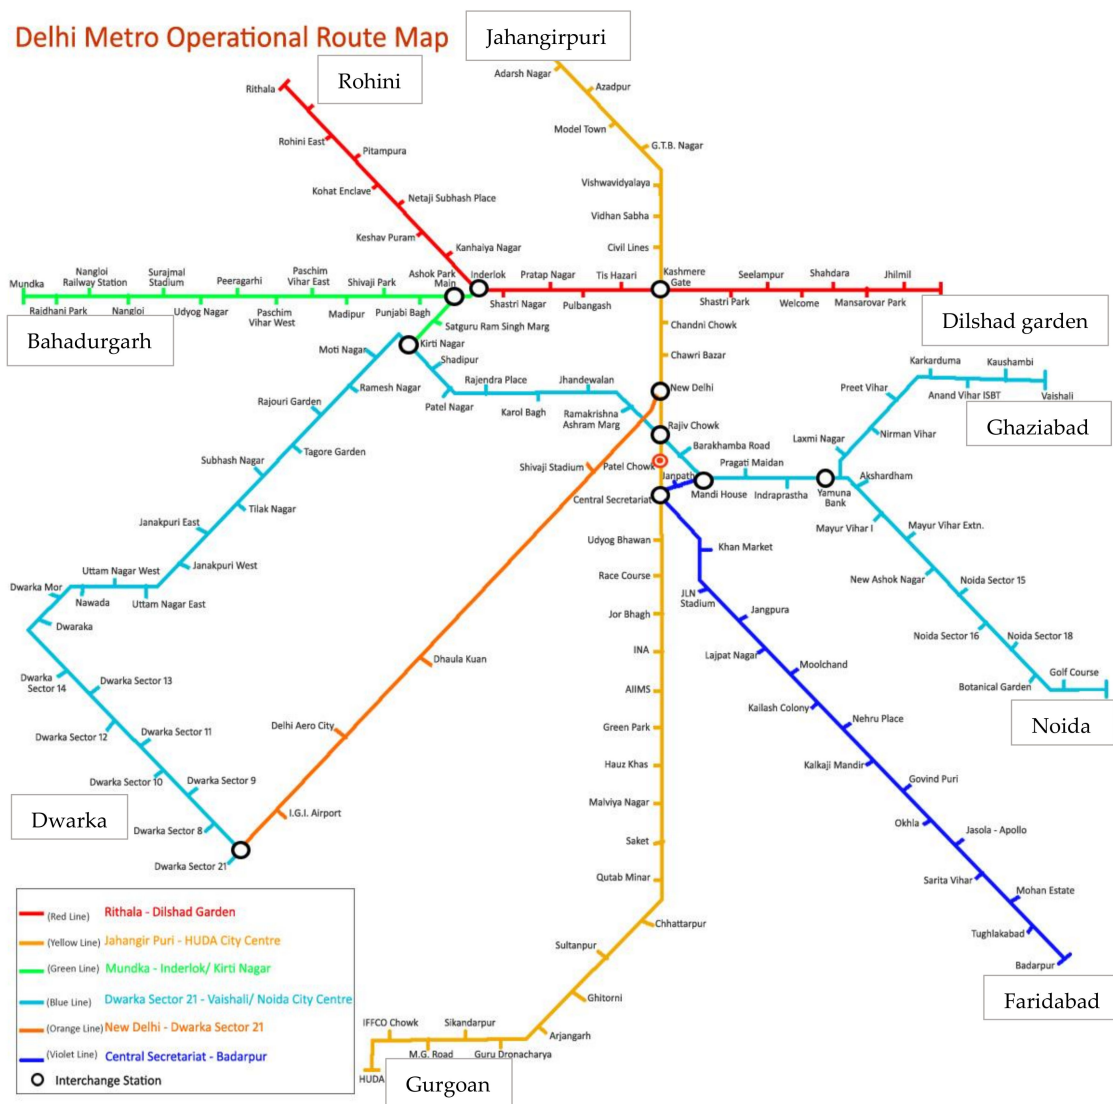 Delhi Metro Operational Route Map
Jahangirpuri
Rohini
Adarsh Nagar
Azadpur
Rithala
Model Town
G.T.B. Nagar
Rohini East
Pitampura
Vishwavidyalaya
Kohat Enclave
Netaji Subhash Place
Vidhan Sabha
Keshav Puram
Kanhaiya Nagar
Civil Lines
Mundka
Nangloi
Railway Station
Surajmal
Stadium
Peeragarhi
Paschim
Vihar East
Shivaji Park
Ashok Park
Main
Inderlok
Pratap Nagar
Tis Hazari
Kashmere
Gate
Seelampur
Shahdara
Jhilmil
Rajdhani Park
Nangloi
Udyog Nagar
Paschim
Vihar West
Madipur
Punjabi Bagh
Shastri Nagar
Pulbangash
Shastri Park
Welcome
Mansarovar Park
Dilshad garden
Bahadurgarh
Satguru Ram Singh Marg
Chandni Chowk
Moti Nagar
Kirti Nagar
Shadipur
Chawri Bazar
Karkarduma
Kaushambi
Ramesh Nagar
Rajendra Place
Jhandewalan
New Delhi
Preet Vihar
Anand Vihar ISBT
Vaishali
Patel Nagar
Karol Bagh
Ramakrishna
Ashram Marg
Rajouri Garden
Rajiv Chowk
Nirman Vihar
Ghaziabad
Laxmi Nagar
Tagore Garden
Barakhamba Road
Subhash Nagar
Shivaji Stadium
Patel Chowk
Pragati Maidan
Janpath
Akshardham
Central Secretariat
Mandi House
Indraprastha
Yamuna
Bank
Tilak Nagar
Janakpuri East
Mayur Vihar I
Mayur Vihar Extn.
Udyog Bhawan
Khan Market
Janakpuri West
Uttam Nagar West
Race Course
New Ashok Nagar
Noida Sector 15
Dwarka Mor
Nawada
Uttam Nagar East
JLN
Stadium
Jor Bhagh
Jangpura
Dwaraka
Noida Sector 16
Noida Sector 18
INA
Lajpat Nagar
Dhaula Kuan
Moolchand
Golf Course
Dwarka
Sector 14
Dwarka Sector 13
AIIMS
Botanical Garden
Kailash Colony
Noida
Delhi Aero City
Green Park
Nehru Place
Dwarka Sector 12
Dwarka Sector 11
Hauz Khas
Kalkaji Mandir
Dwarka Sector 10
Dwarka Sector 9
Govind Puri
Malviya Nagar
I.G.I. Airport
Dwarka
Okhla
Dwarka Sector 8
Jasola - Apollo
Saket
Dwarka Sector 21
Qutab Minar
Sarita Vihar
Mohan Estate
Chhattarpur
Tughlakabad
Sultanpur
Badarpur
Ghitorni
Faridabad
IFFCO Chowk
Sikandarpur
Arjangarh
M.G. Road
Guru Dronacharya
HUDA
Gurgoan
(Red Line) Rithala - Dilshad Garden
(Yellow Line) Jahangir Puri - HUDA City Centre
(Green Line) Mundka - Inderlok/ Kirti Nagar
(Blue Line) Dwarka Sector 21 - Vaishali/ Noida City Centre
(Orange Line) New Delhi - Dwarka Sector 21
(Violet Line) Central Secretariat - Badarpur
Interchange Station